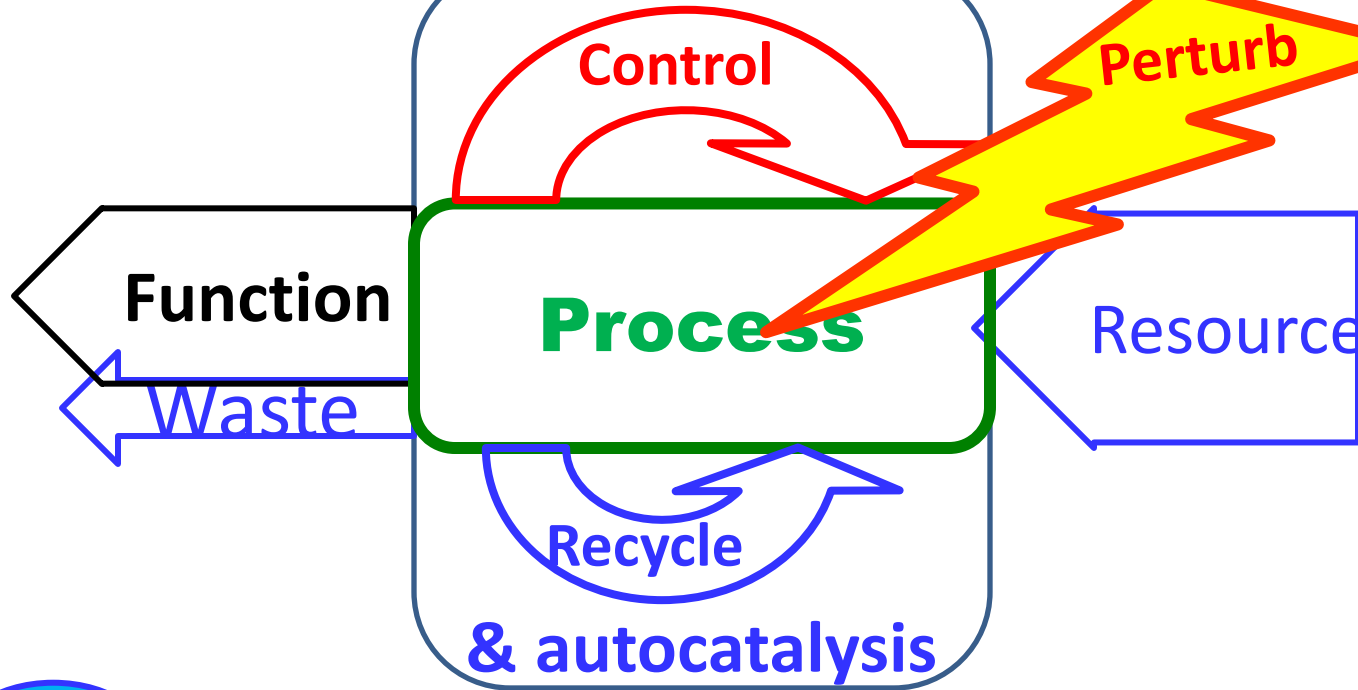 Control
Perturb
Function
Process
Resource
Waste
Recycle
& autocatalysis